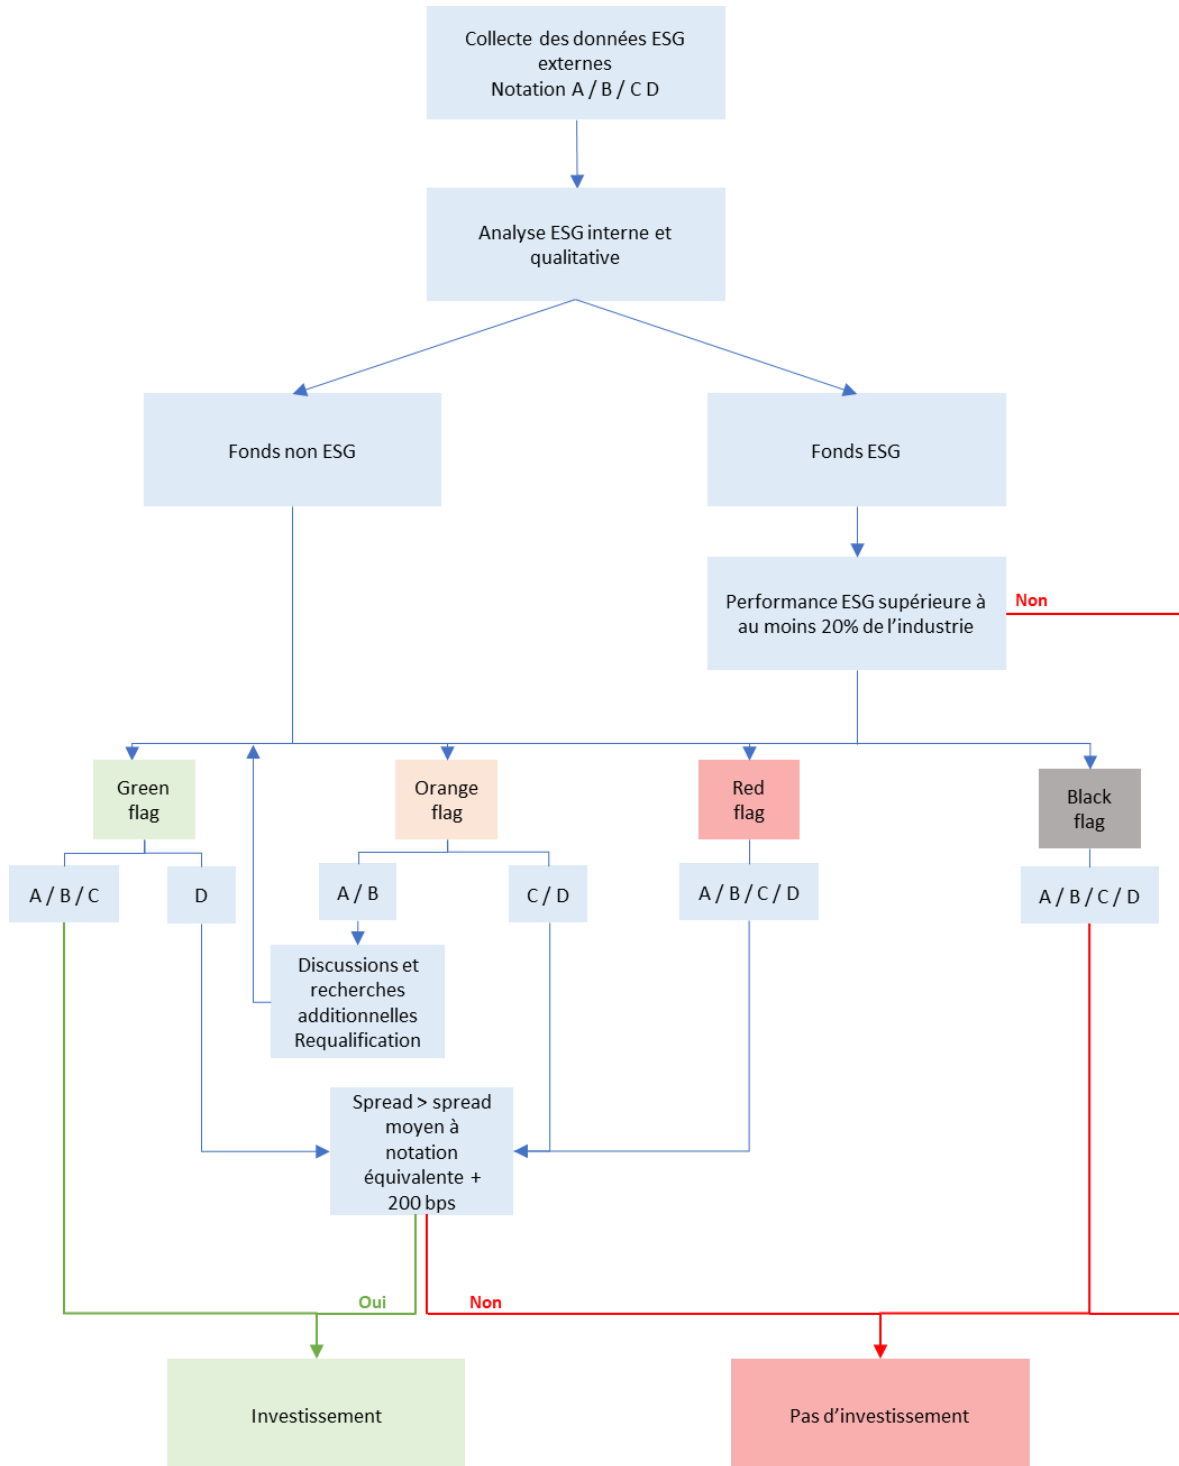 Collecte des données ESG
externes
Notation A / B / C D
Analyse ESG interne et
qualitative
Fonds non ESG
Fonds ESG
Performance ESG supérieure à
au moins 20% de l'industrie
Non
Green
flag
Orange
flag
Red
flag
Black
flag
A / B / C
D
A / B
C / D
A / B / C / D
A / B / C / D
Discussions et
recherches
additionnelles
Requalification
Spread > spread
moyen à
notation
équivalente +
200 bps
Oui
Non
Investissement
Pas d'investissement